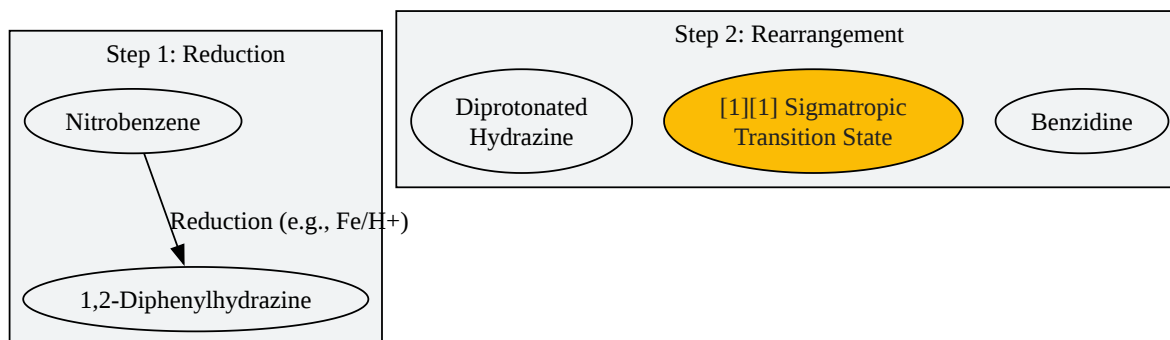 Step 1: Reduction
Nitrobenzene
Reduction (e.g., Fe/H+)
1,2-Diphenylhydrazine
Step 2: Rearrangement
Diprotonated
Hydrazine
[1][1] Sigmatropic
Transition State
Benzidine